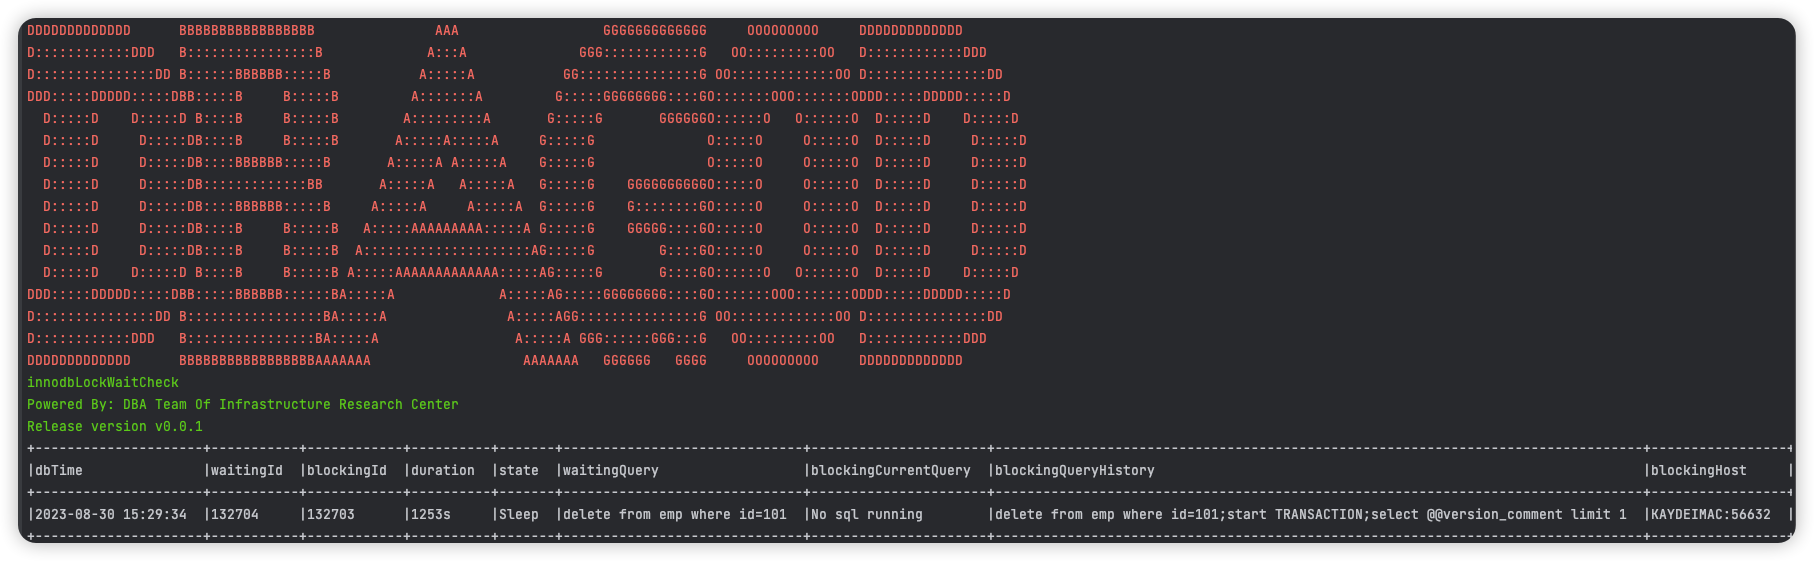 DDDDDDDDDDDDD      BBBBBBBBBBBBBBBBB               AAA                  GGGGGGGGGGGGG     OOOOOOOOO     DDDDDDDDDDDDD
D::::::::::::DDD   B::::::::::::::::B             A:::A              GGG::::::::::::G   OO:::::::::OO   D::::::::::::DDD
D:::::::::::::::DD B::::::BBBBBB:::::B           A:::::A           GG:::::::::::::::G OO:::::::::::::OO D:::::::::::::::DD
DDD:::::DDDDD:::::DBB:::::B     B:::::B         A:::::::A         G:::::GGGGGGGG::::GO:::::::OOO:::::::ODDD:::::DDDDD:::::D
  D:::::D    D:::::D B::::B     B:::::B        A:::::::::A       G:::::G       GGGGGGO::::::O   O::::::O  D:::::D    D:::::D
  D:::::D     D:::::DB::::B     B:::::B       A:::::A:::::A     G:::::G              O:::::O     O:::::O  D:::::D     D:::::D
  D:::::D     D:::::DB::::BBBBBB:::::B       A:::::A A:::::A    G:::::G              O:::::O     O:::::O  D:::::D     D:::::D
  D:::::D     D:::::DB:::::::::::::BB       A:::::A   A:::::A   G:::::G    GGGGGGGGGGO:::::O     O:::::O  D:::::D     D:::::D
  D:::::D     D:::::DB::::BBBBBB:::::B     A:::::A     A:::::A  G:::::G    G::::::::GO:::::O     O:::::O  D:::::D     D:::::D
  D:::::D     D:::::DB::::B     B:::::B   A:::::AAAAAAAAA:::::A G:::::G    GGGGG::::GO:::::O     O:::::O  D:::::D     D:::::D
  D:::::D     D:::::DB::::B     B:::::B  A:::::::::::::::::::::AG:::::G        G::::GO:::::O     O:::::O  D:::::D     D:::::D
  D:::::D    D:::::D B::::B     B:::::B A:::::AAAAAAAAAAAAA:::::AG:::::G       G::::GO::::::O   O::::::O  D:::::D    D:::::D
DDD:::::DDDDD:::::DBB:::::BBBBBB::::::BA:::::A             A:::::AG:::::GGGGGGGG::::GO:::::::OOO:::::::ODDD:::::DDDDD:::::D
D:::::::::::::::DD B:::::::::::::::::BA:::::A               A:::::AGG:::::::::::::::G OO:::::::::::::OO D:::::::::::::::DD
D::::::::::::DDD   B::::::::::::::::BA:::::A                 A:::::A GGG::::::GGG:::G   OO:::::::::OO   D::::::::::::DDD
DDDDDDDDDDDDD      BBBBBBBBBBBBBBBBBAAAAAAA                   AAAAAAA   GGGGGG   GGGG     OOOOOOOOO     DDDDDDDDDDDDD
innodbLockWaitCheck
Powered By: DBA Team Of Infrastructure Research Center
Release version v0.0.1
|dbTime |waitingId |blockingId |duration |state |waitingQuery |blockingCurrentQuery |blockingQueryHistory |blockingHost |
|2023-08-30 15:29:34 |132704 |132703 |1253s |Sleep |delete from emp where id=101 |No sql running |delete from emp where id=101;start TRANSACTION;select @@version_comment limit 1 |KAYDEIMAC:56632 |